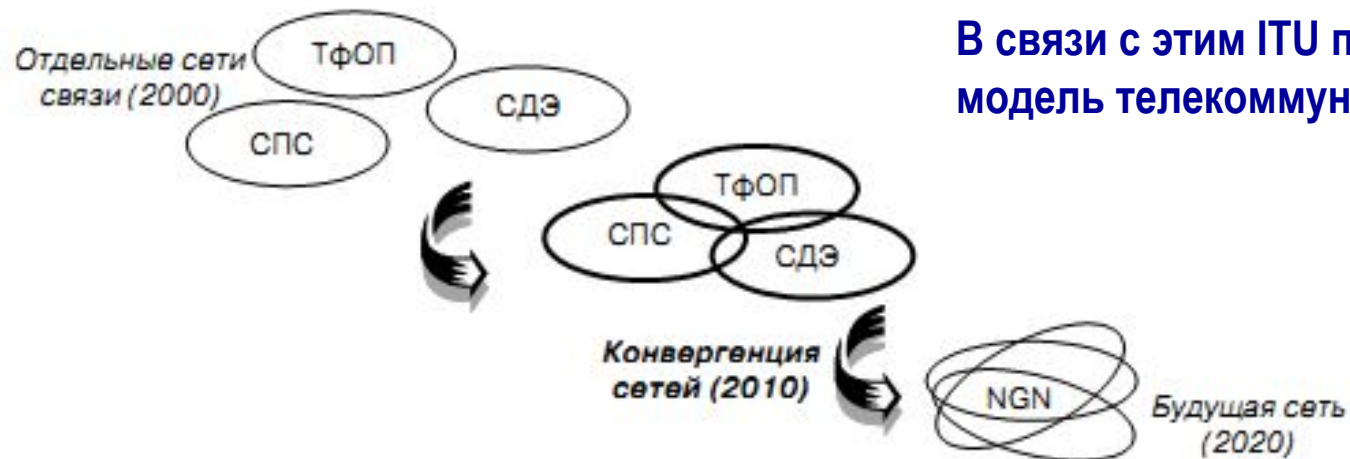 В связи с этим ITU п
модель телекоммун
Отдельные сети
связи (2000)
ТфОП
СДЭ
СПС
ТфОП
СПС
СДЭ
Конвергенция
сетей (2010)
NGN
Будущая сеть
(2020)